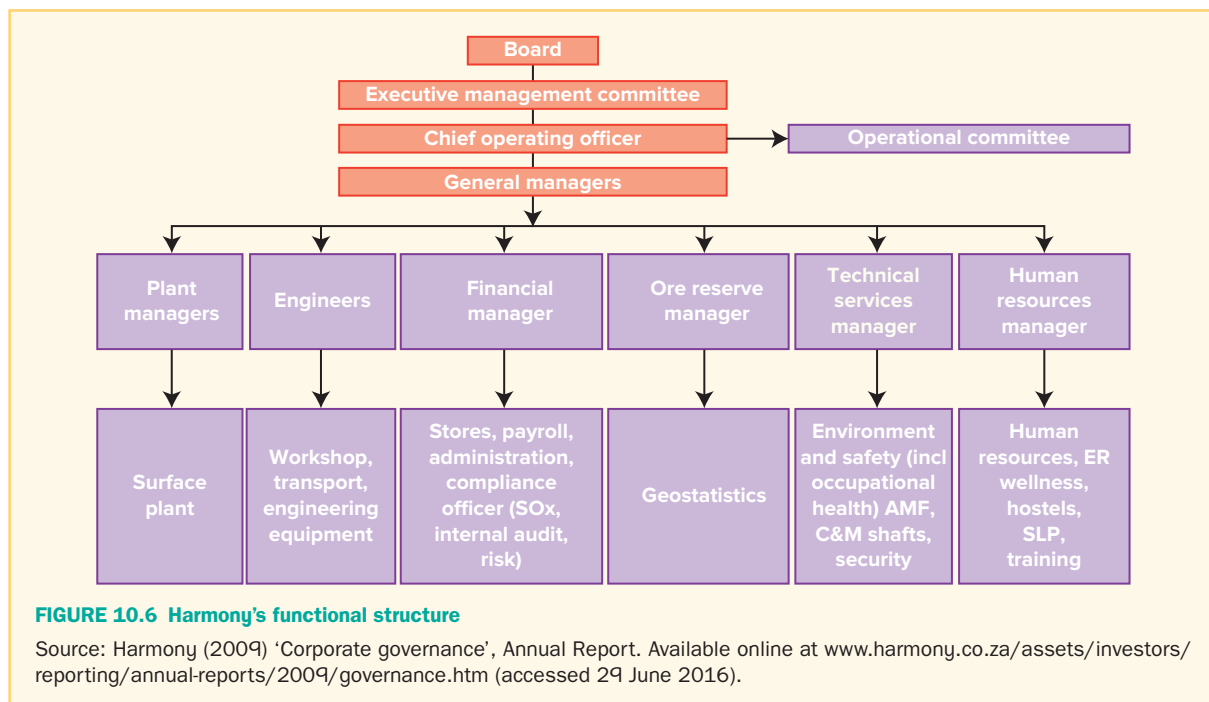 Board
Executive management committee
Chief operating officer
Operational committee
General managers
Plant
managers
Engineers
Financial
manager
Ore reserve
manager
Technical
services
manager
Human
resources
manager
Surface
plant
Workshop,
transport,
engineering
equipment
Stores, payroll,
administration,
compliance
officer (SOx,
internal audit,
risk)
Geostatistics
Environment
and safety (incl
occupational
health) AMF,
C&M shafts,
security
Human
resources, ER
wellness,
hostels,
SLP,
training
FIGURE 10.6 Harmony's functional structure
Source: Harmony (2009) ‘Corporate governance’, Annual Report. Available online at www.harmony.co.za/assets/investors/
reporting/annual-reports/2009/governance.htm (accessed 29 June 2016).